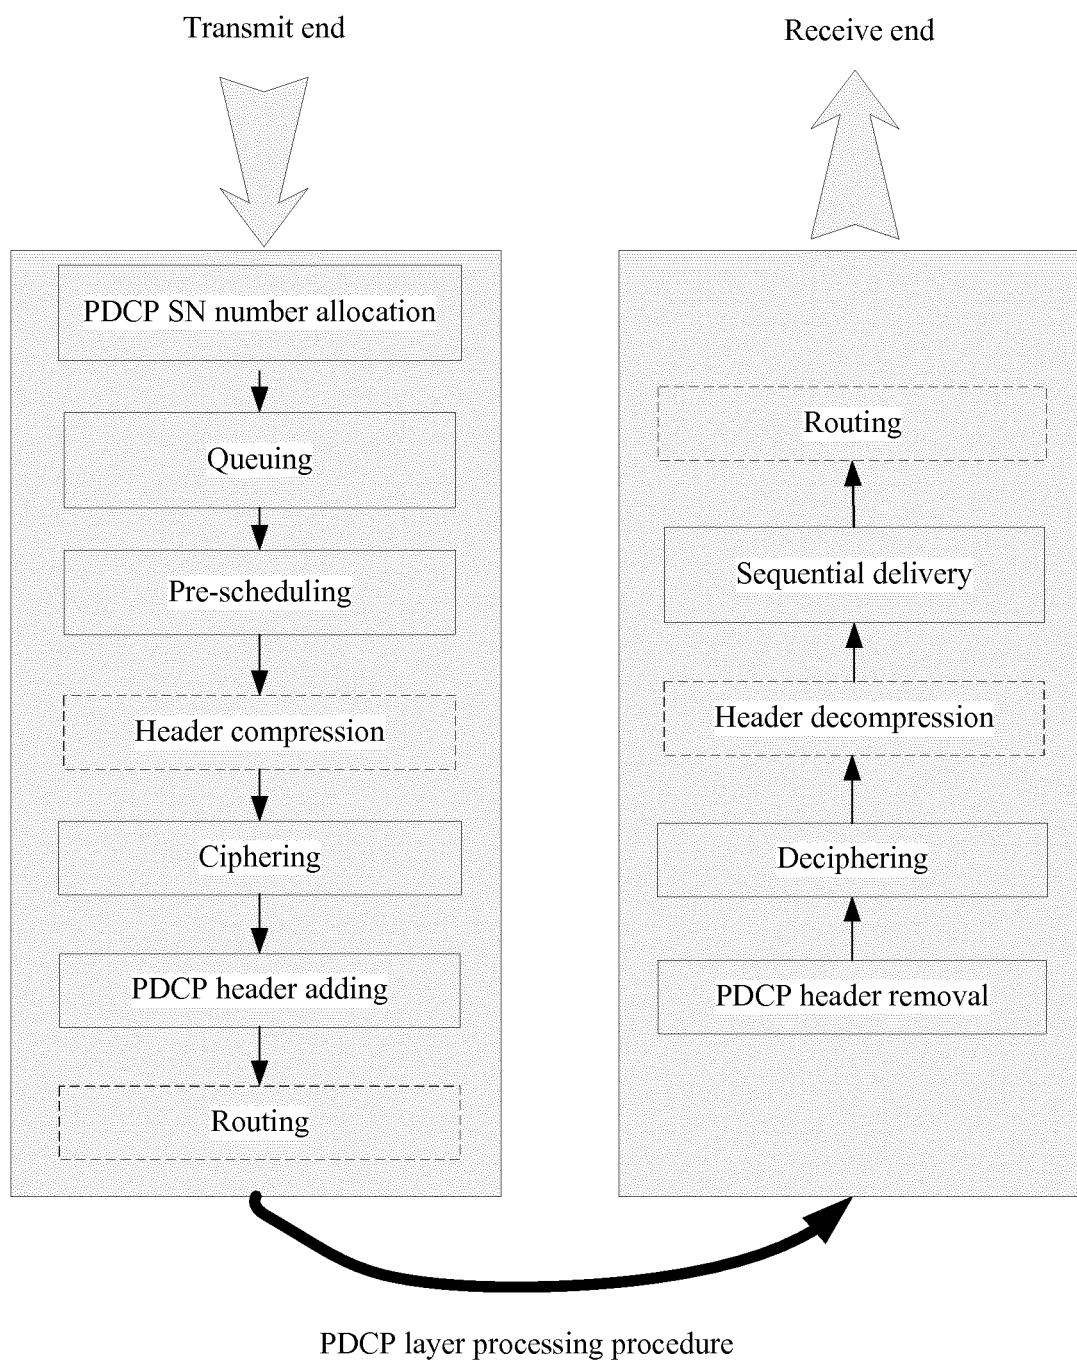 Transmit end
Receive end
PDCP SN number allocation
Queuing
Pre-scheduling
Header compression
Ciphering
PDCP header adding
Routing
Routing
Sequential delivery
Header decompression
Deciphering
PDCP header removal
PDCP layer processing procedure